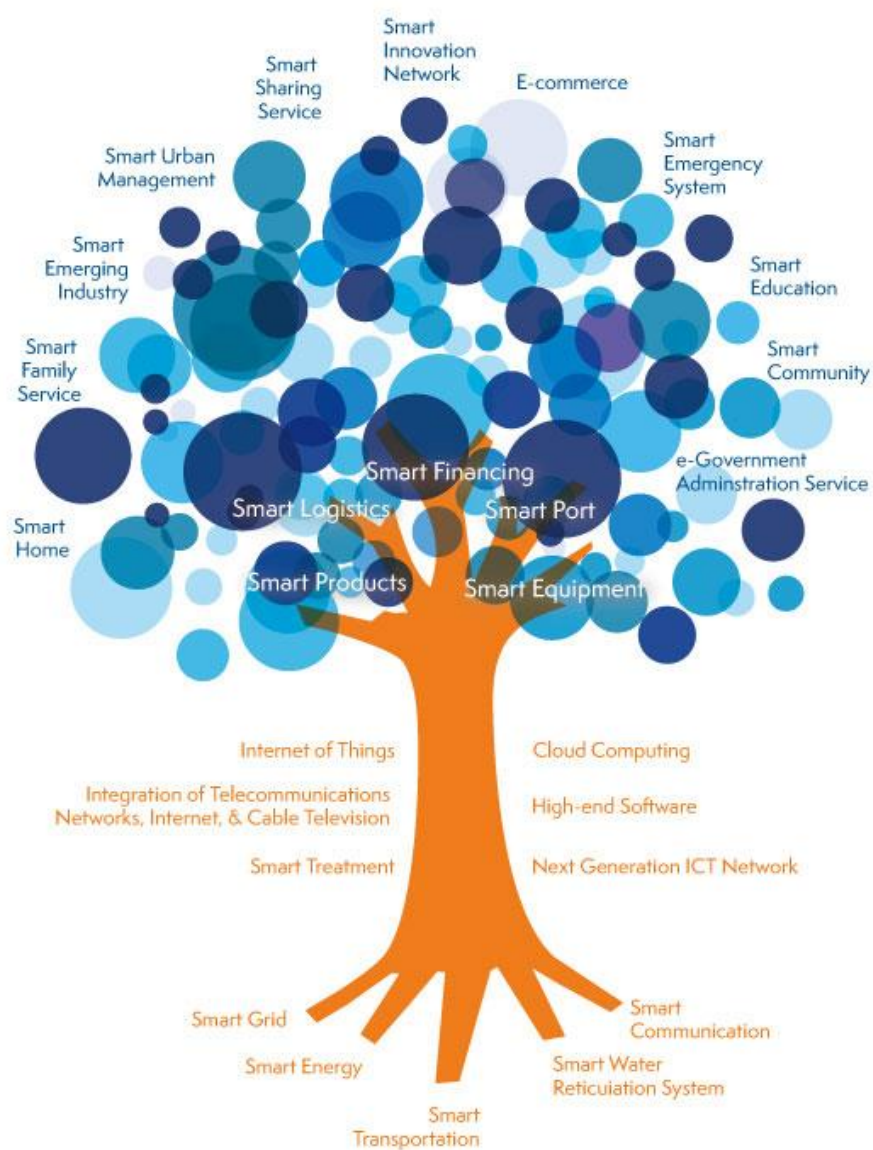 Smart
Innovation
Network
E-commerce
Smart
Sharing
Service
Smart
Emergency
System
Smart Urban
Management
Smart
Emerging
Industry
Smart
Education
Smart
Family
Service
Smart
Community
Smart Financing
e-Government
Adminstration Service
Smart Logistics
Smart Port
Smart
Home
Smart Products
Smart Equipment
Internet of Things
Cloud Computing
Integration of Telecommunications
Networks, Internet, & Cable Television
High-end Software
Smart Treatment
Next Generation ICT Network
Smart Grid
Smart
Communication
Smart Energy
Smart Water
Reticuiation System
Smart
Transportation